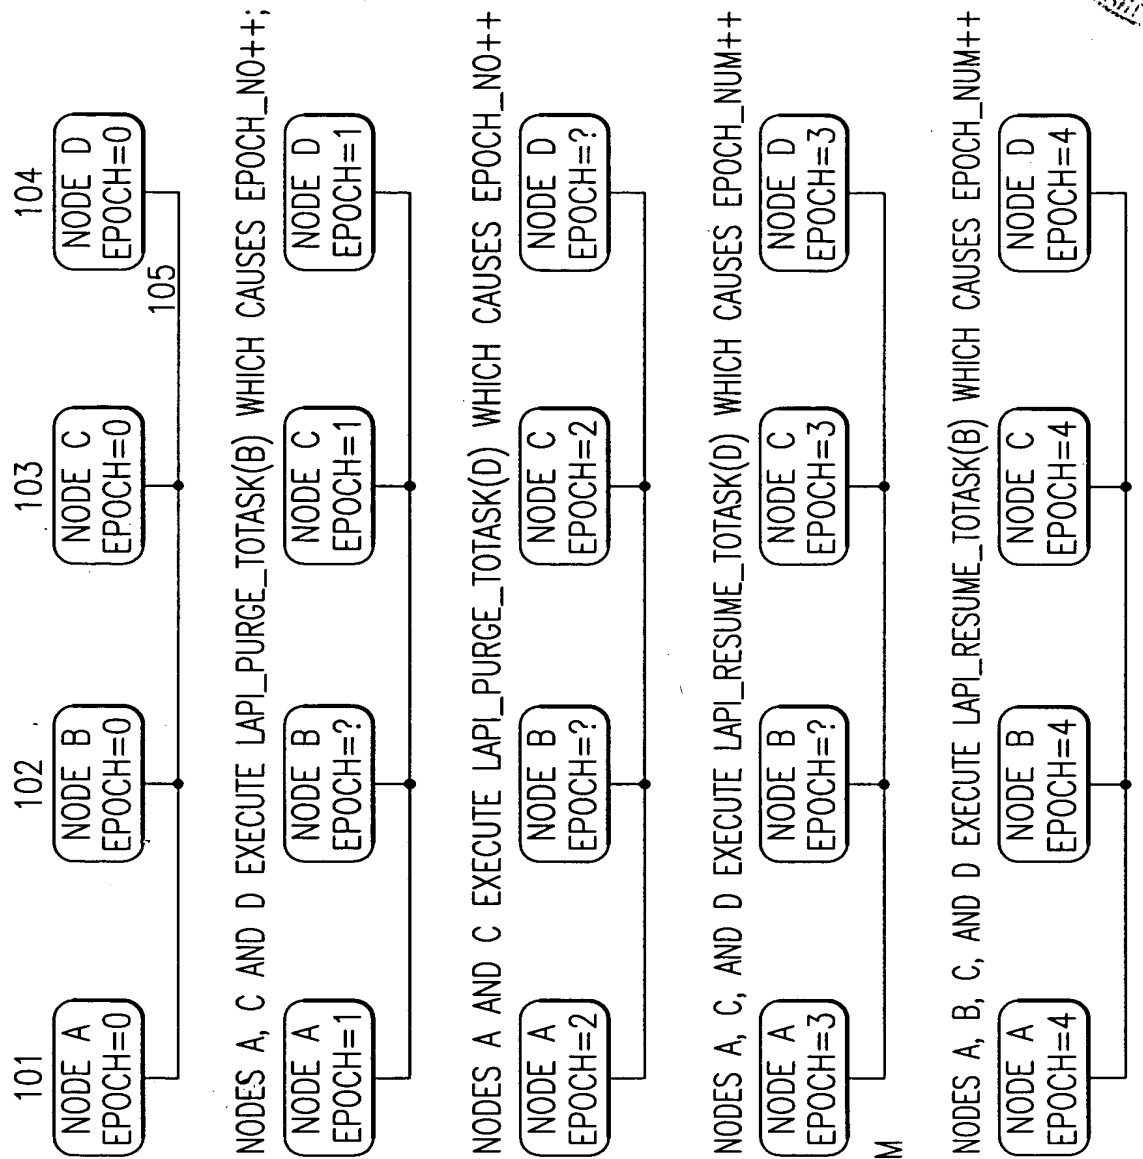 101 102 103 104
NODE A NODE B NODE C NODE D
EPOCH=0 EPOCH=0 EPOCH=0 EPOCH=0
105
NODES A, C AND D EXECUTE LAPI_PURGE_TOTASK(B) WHICH CAUSES EPOCH_NO++;
NODE A NODE B NODE C NODE D
EPOCH=1 EPOCH=? EPOCH=1 EPOCH=1
NODES A AND C EXECUTE LAPI_PURGE_TOTASK(D) WHICH CAUSES EPOCH_NO++
NODE A NODE B NODE C NODE D
EPOCH=2 EPOCH=? EPOCH=2 EPOCH=?
NODES A, C, AND D EXECUTE LAPI_RESUME_TOTASK(D) WHICH CAUSES EPOCH_NUM++
NODE A NODE B NODE C NODE D
EPOCH=3 EPOCH=? EPOCH=3 EPOCH=3
M
NODES A, B, C, AND D EXECUTE LAPI_RESUME_TOTASK(B) WHICH CAUSES EPOCH_NUM++
NODE A NODE B NODE C NODE D
EPOCH=4 EPOCH=4 EPOCH=4 EPOCH=4